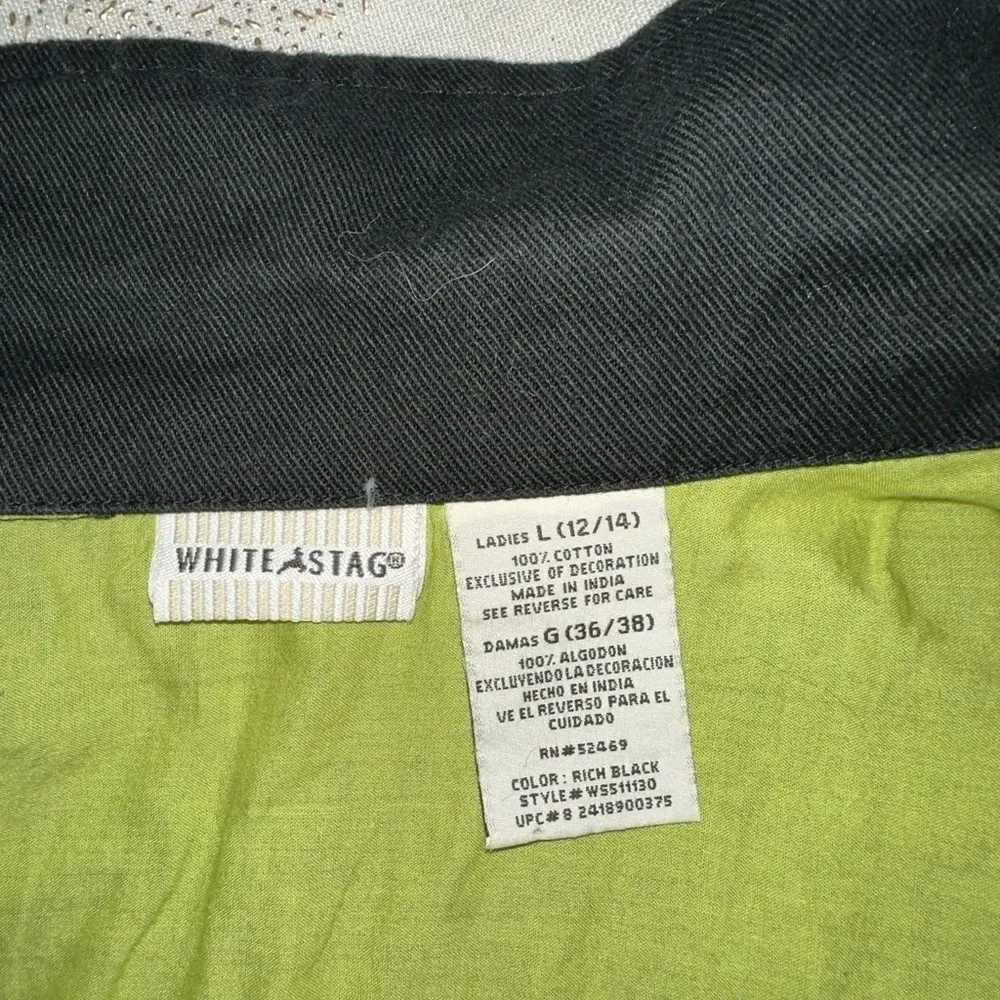 WHITE STAG®
LADIES L (12/14)
100% COTTON
EXCLUSIVE OF DECORATION
MADE IN INDIA
SEE REVERSE FOR CARE
DAMAS G (36/38)
100% ALGODON
EXCLUYENDO LA DECORACION
HECHO EN INDIA
VE EL REVERSO PARA EL
CUIDADO
RN#52469
COLOR: RICH BLACK
STYLE# WS511130
UPC# 8 2418900375